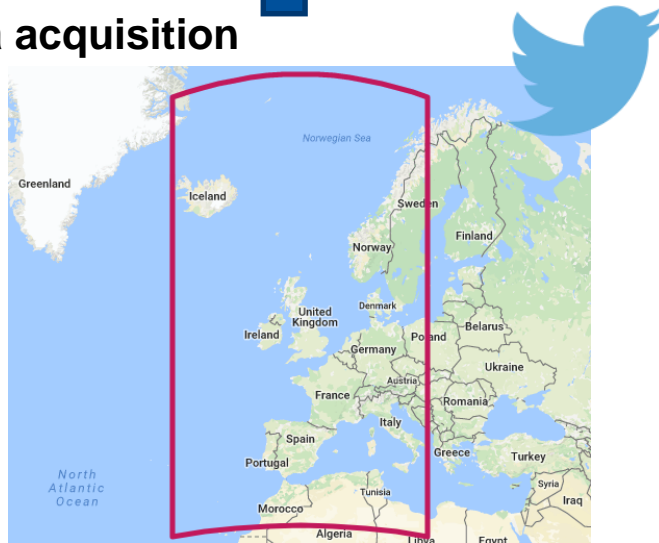 a acquisition
Norwegian Sea
Greenland
Iceland
Sweden
Finland
Norway
Denmark
United
Kingdom
Ireland
Poland
Belarus
Germany
Ukraine
Austria
France
Romania
Italy
Spain
Portugal
Greece
Turkey
North
Atlantic
Ocean
Syria
Tunisia
Iraq
Morocco
Algeria
Libya
Egypt